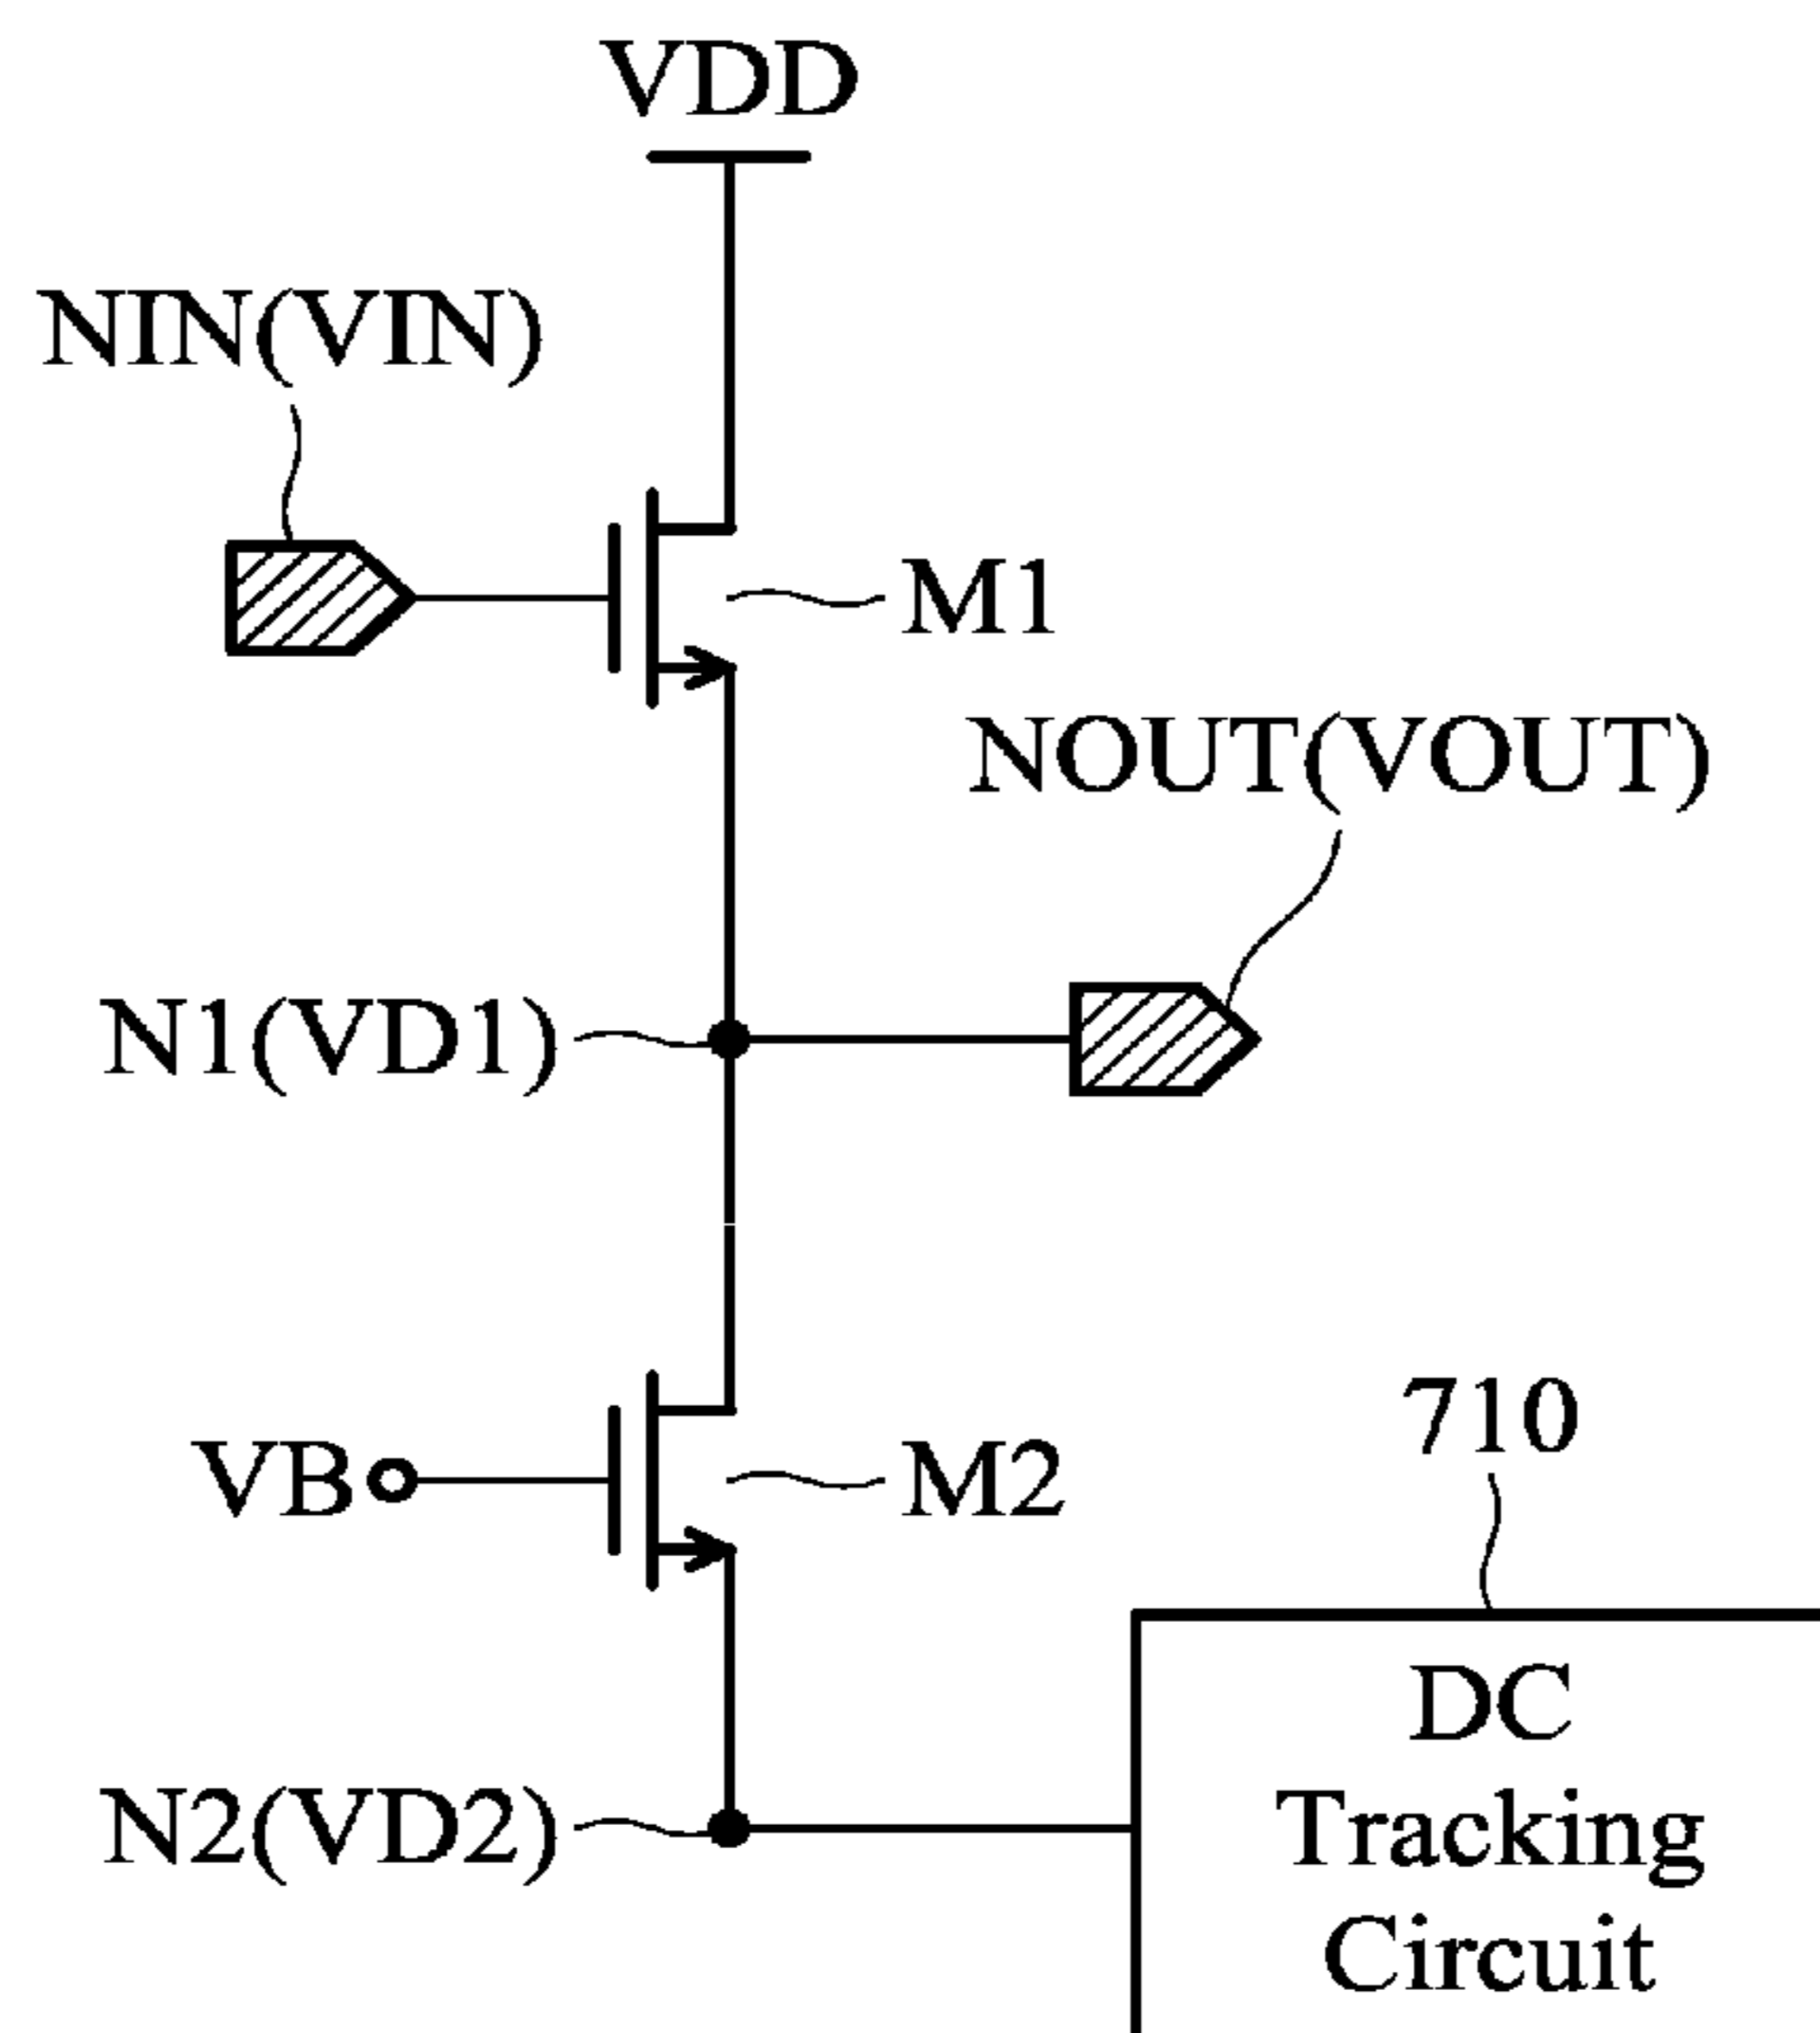 VDD
NIN(VIN)
M1
NOUT(VOUT)
N1(VD1)
710
VB
M2
DC
Tracking
Circuit
N2(VD2)